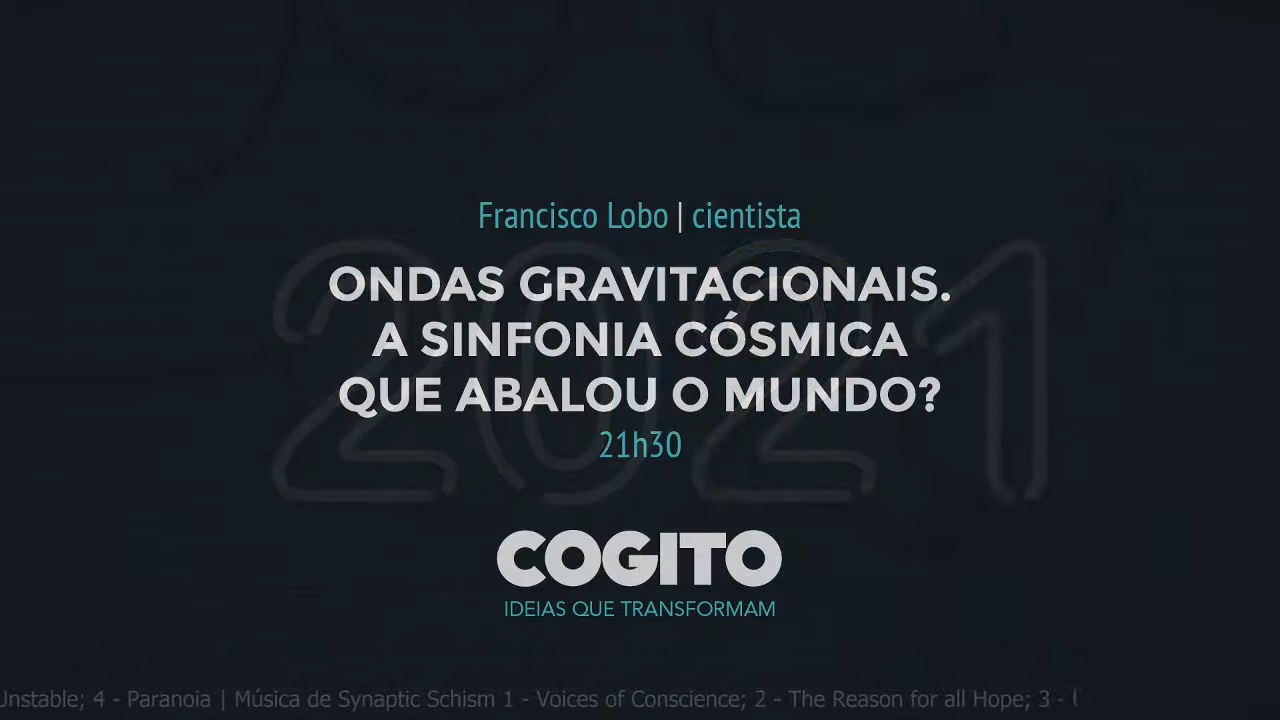 Francisco Lobo | cientista
ONDAS GRAVITACIONAIS.
A SINFONIA CÓSMICA
QUE ABALOU O MUNDO?
2021
21h30
COGITO
IDEIAS QUE TRANSFORMAM
Unstable; 4 - Paranoia | Música de Synaptic Schism 1 - Voices of Conscience; 2 - The Reason for all Hope; 3 -